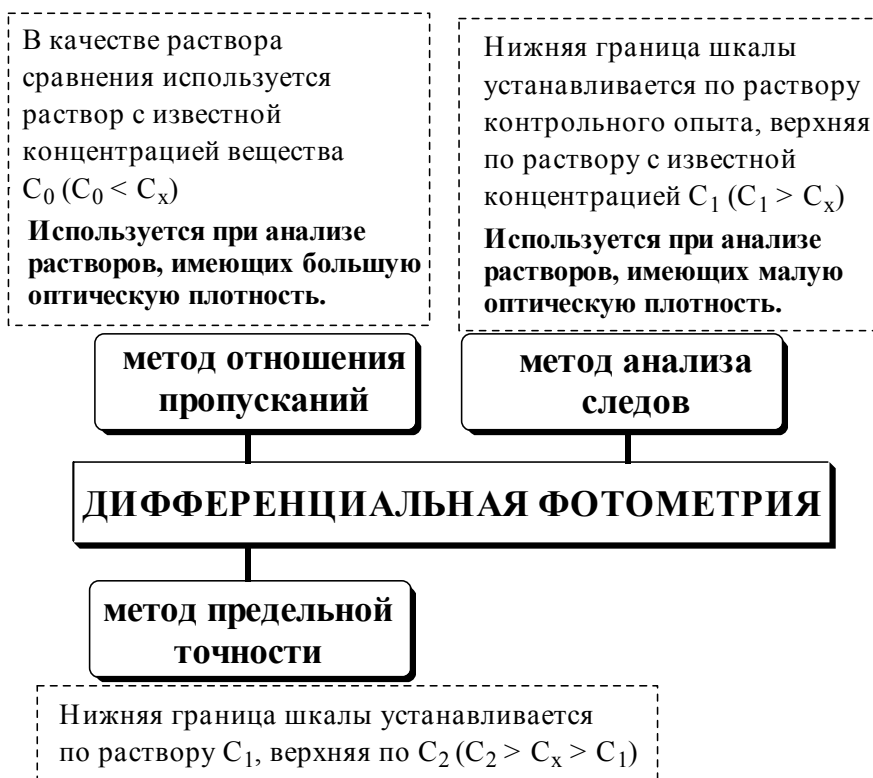 В качестве раствора
сравнения используется
раствор с известной
концентрацией вещества
C₀ (C₀ < Cₓ)
Используется при анализе
растворов, имеющих большую
оптическую плотность.
Нижняя граница шкалы
устанавливается по раствору
контрольного опыта, верхняя
по раствору с известной
концентрацией C₁ (C₁ > Cₓ)
Используется при анализе
растворов, имеющих малую
оптическую плотность.
метод отношения
пропусканий
метод анализа
следов
ДИФФЕРЕНЦИАЛЬНАЯ ФОТОМЕТРИЯ
метод предельной
точности
Нижняя граница шкалы устанавливается
по раствору C₁, верхняя по C₂ (C₂ > Cₓ > C₁)